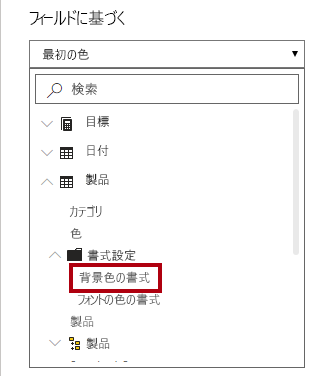 フィールドに基づく
最初の色
検索
目標
日付
製品
カテゴリ
色
書式設定
背景色の書式
フォントの色の書式
製品
製品